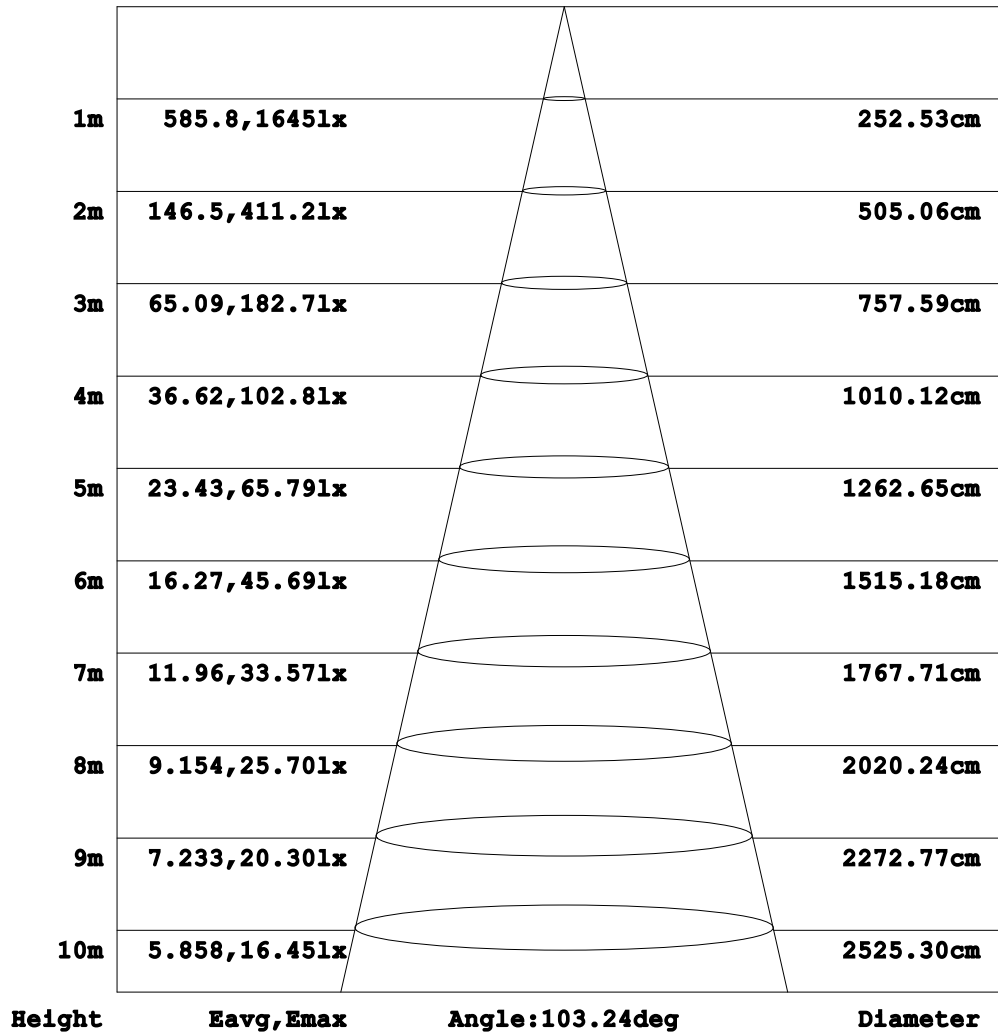 1m 585.8,1645lx 252.53cm
2m 146.5,411.2lx 505.06cm
3m 65.09,182.7lx 757.59cm
4m 36.62,102.8lx 1010.12cm
5m 23.43,65.79lx 1262.65cm
6m 16.27,45.69lx 1515.18cm
7m 11.96,33.57lx 1767.71cm
8m 9.154,25.70lx 2020.24cm
9m 7.233,20.30lx 2272.77cm
10m 5.858,16.45lx 2525.30cm
Height Eavg,Emax Angle:103.24deg Diameter